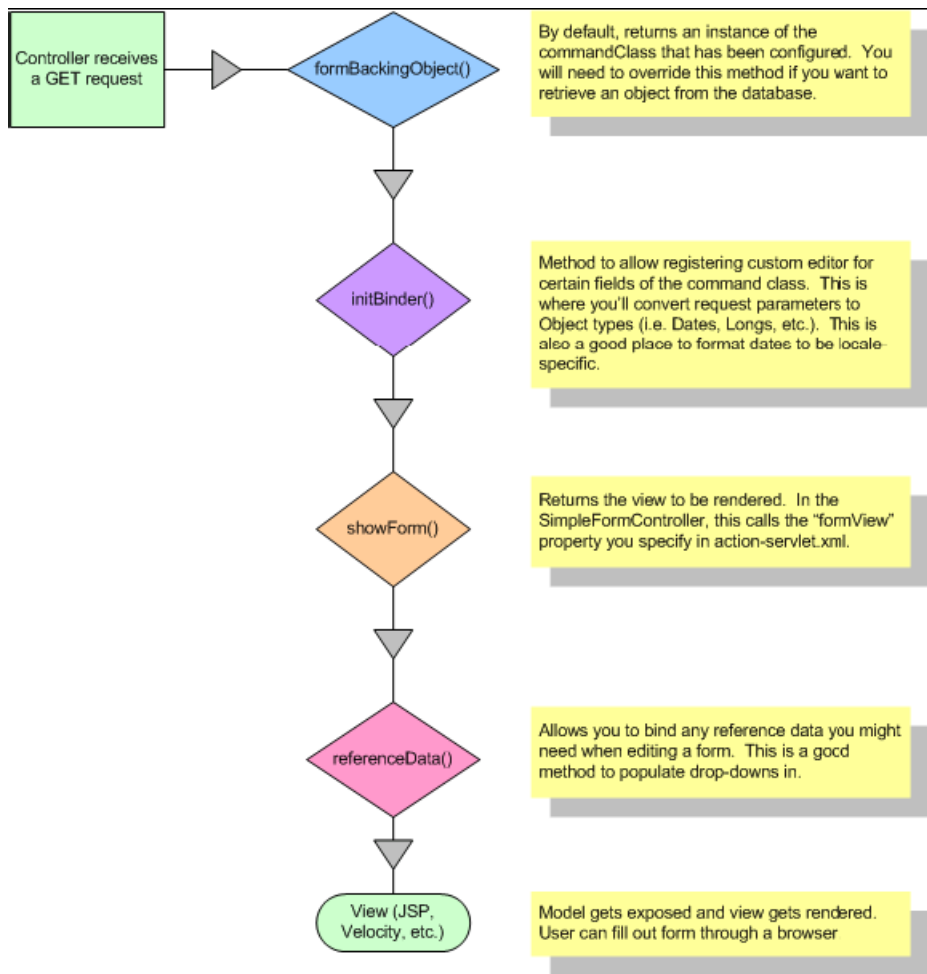 Controller receives
a GET request
formBackingObject()
By default, returns an instance of the
commandClass that has been configured. You
will need to override this method if you want to
retrieve an object from the database.
initBinder()
Method to allow registering custom editor for
certain fields of the command class. This is
where you'll convert request parameters to
Object types (i.e. Dates, Longs, etc.). This is
also a good place to format dates to be locale-
specific.
showForm()
Returns the view to be rendered. In the
SimpleFormController, this calls the "formView"
property you specify in action-servlet.xml.
referenceData()
Allows you to bind any reference data you might
need when editing a form. This is a good
method to populate drop-downs in.
View (JSP,
Velocity, etc.)
Model gets exposed and view gets rendered.
User can fill out form through a browser